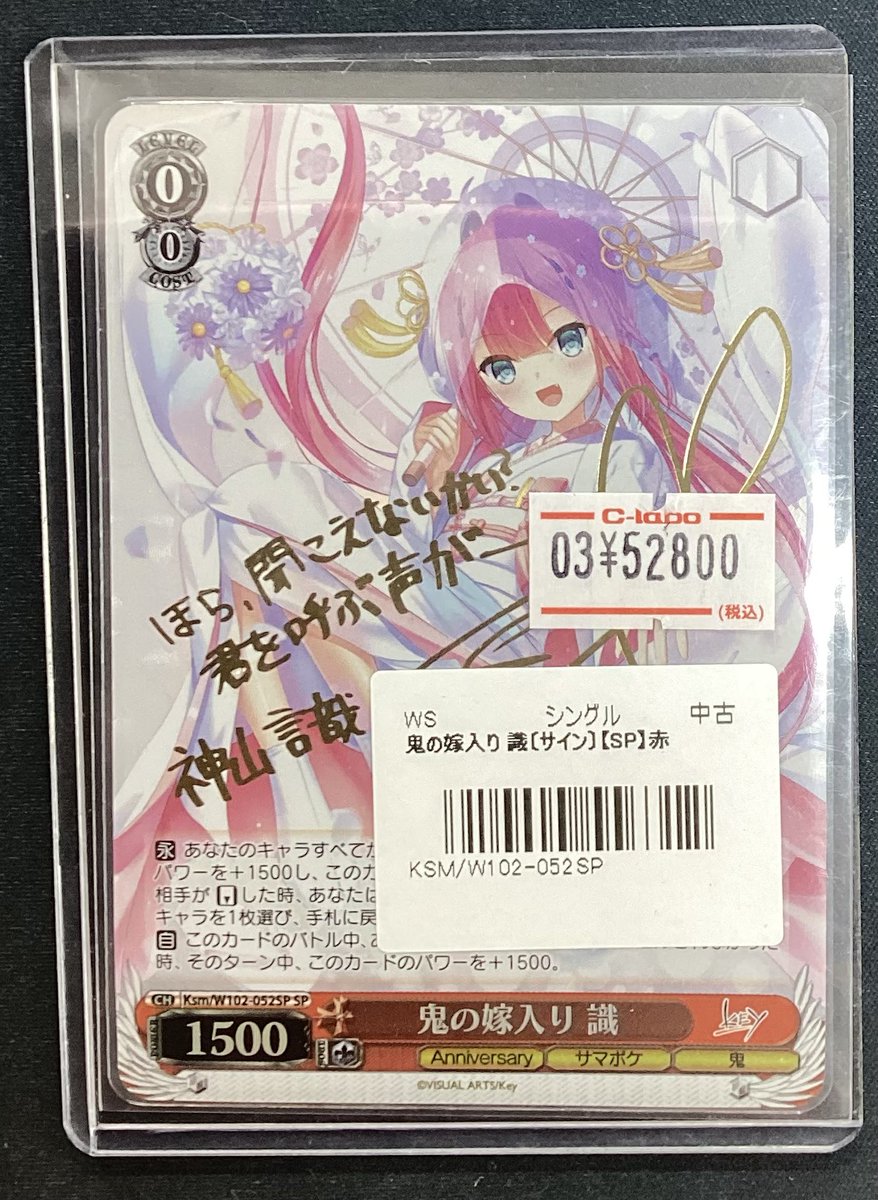 LEVEL
0
0
COST
ほら、聞こえないかい?
君を呼ぶ声が—
神山 識
C-lapo
03¥52800
(税込)
WS シングル 中古
鬼の嫁入り 識〔サイン〕【SP】赤
KSM/W102-052SP
永 あなたのキャラすべてが
パワーを+1500し、このカ
相手が した時、あなたは
キャラを1枚選び、手札に戻
自 このカードのバトル中、あ
時、そのターン中、このカードのパワーを+1500。
CH Ksm/W102-052SP SP
POWER 1500
SOUL
鬼の嫁入り 識
KEY
Anniversary サマポケ 鬼
©VISUAL ARTS/Key